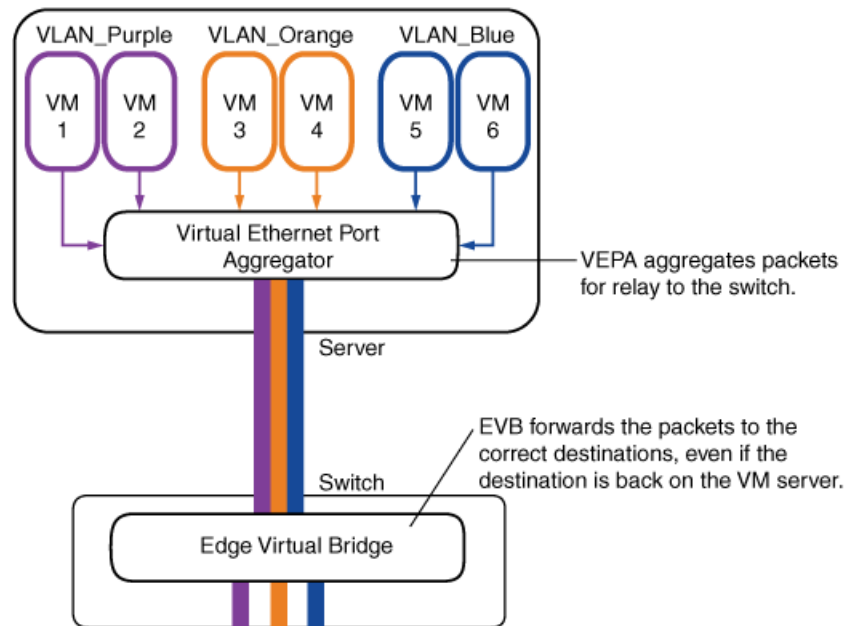 VLAN_Purple VLAN_Orange VLAN_Blue
VM VM VM VM VM VM
1 2 3 4 5 6
Virtual Ethernet Port
Aggregator
VEPA aggregates packets
for relay to the switch.
Server
EVB forwards the packets to the
correct destinations, even if the
destination is back on the VM server.
Switch
Edge Virtual Bridge